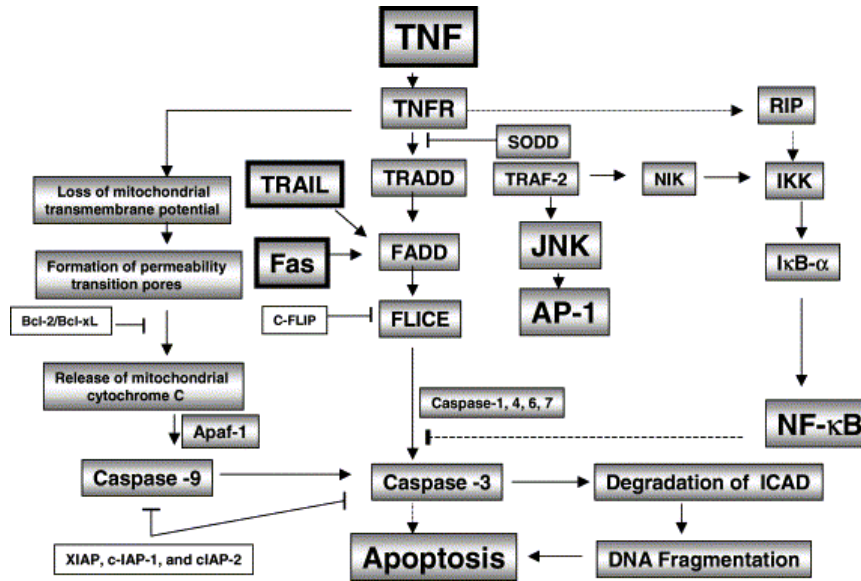 TNF
TNFR
RIP
SODD
TRAIL
TRADD
TRAF-2
NIK
IKK
Loss of mitochondrial
transmembrane potential
Fas
FADD
JNK
IκB-α
Formation of permeability
transition pores
Bcl-2/Bcl-xL
C-FLIP
FLICE
AP-1
Release of mitochondrial
cytochrome C
Caspase-1, 4, 6, 7
Apaf-1
NF-κB
Caspase -9
Caspase -3
Degradation of ICAD
XIAP, c-IAP-1, and cIAP-2
Apoptosis
DNA Fragmentation